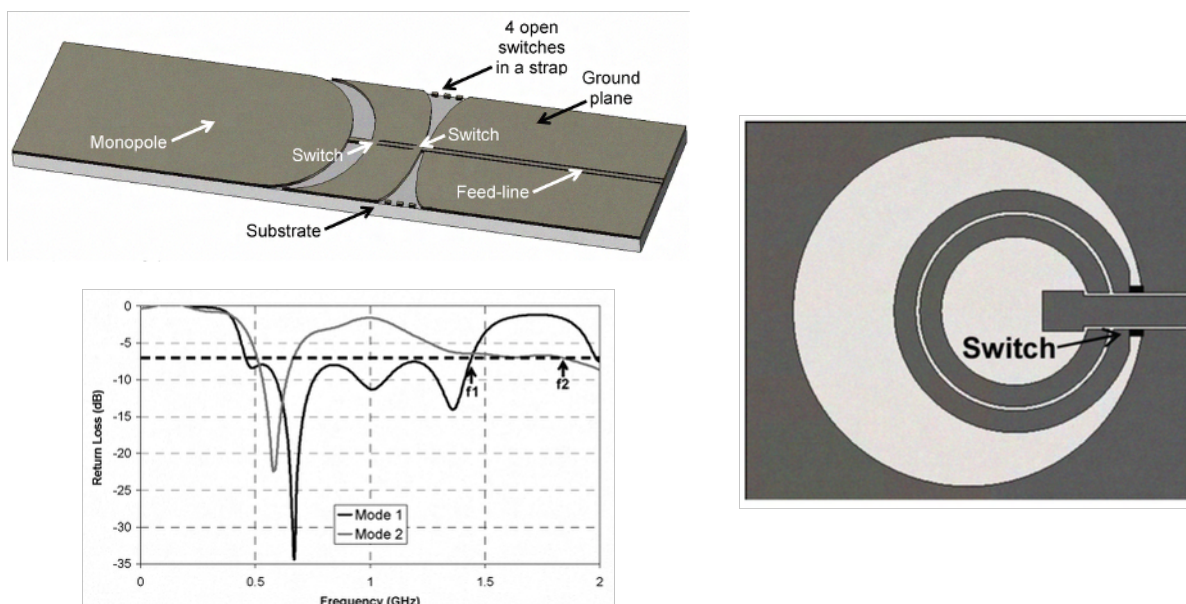 4 open
switches
in a strap
Ground
plane
Monopole
Switch
Switch
Feed-line
Substrate
Switch
0
-5
-10
-15
-20
-25
-30
-35
Return Loss (dB)
f1
f2
Mode 1
Mode 2
0
0.5
1
1.5
2
Frequency (GHz)